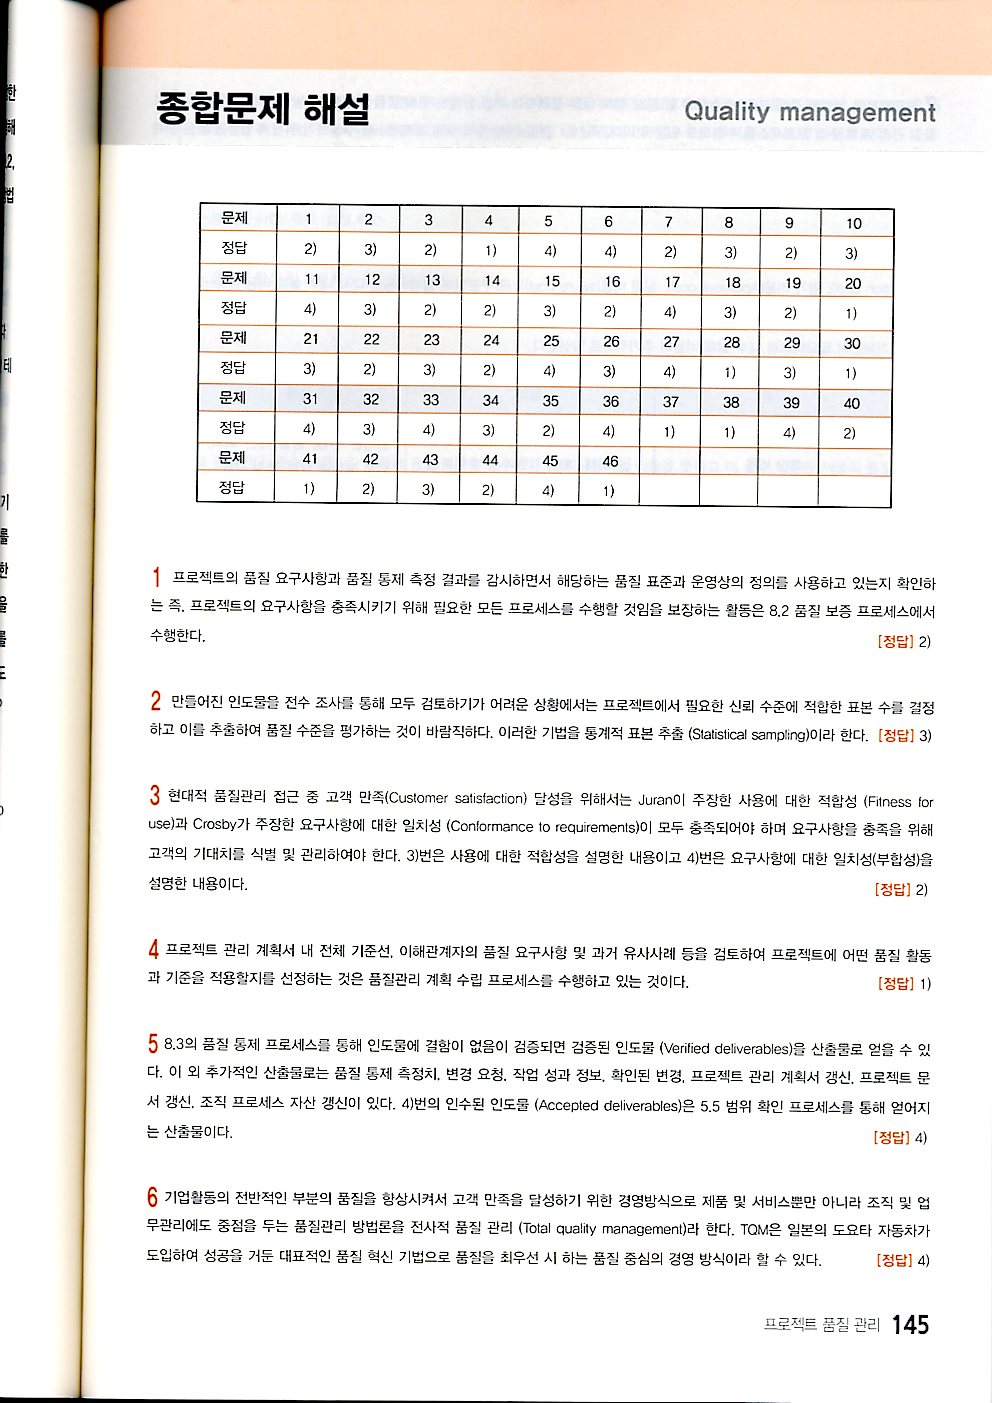 종합문제 해설
Quality management
문제 1 2 3 4 5 6 7 8 9 10
정답 2) 3) 2) 1) 4) 4) 2) 3) 2) 3)
문제 11 12 13 14 15 16 17 18 19 20
정답 4) 3) 2) 2) 3) 2) 4) 3) 2) 1)
문제 21 22 23 24 25 26 27 28 29 30
정답 3) 2) 3) 2) 4) 3) 4) 1) 3) 1)
문제 31 32 33 34 35 36 37 38 39 40
정답 4) 3) 4) 3) 2) 4) 1) 1) 4) 2)
문제 41 42 43 44 45 46
정답 1) 2) 3) 2) 4) 1)
1 프로젝트의 품질 요구사항과 품질 통제 측정 결과를 감시하면서 해당하는 품질 표준과 운영상의 정의를 사용하고 있는지 확인하
는 즉, 프로젝트의 요구사항을 충족시키기 위해 필요한 모든 프로세스를 수행할 것임을 보장하는 활동은 8.2 품질 보증 프로세스에서
수행한다. [정답] 2)
2 만들어진 인도물을 전수 조사를 통해 모두 검토하기가 어려운 상황에서는 프로젝트에서 필요한 신뢰 수준에 적합한 표본 수를 결정
하고 이를 추출하여 품질 수준을 평가하는 것이 바람직하다. 이러한 기법을 통계적 표본 추출 (Statistical sampling)이라 한다. [정답] 3)
3 현대적 품질관리 접근 중 고객 만족(Customer satisfaction) 달성을 위해서는 Juran이 주장한 사용에 대한 적합성 (Fitness for
use)과 Crosby가 주장한 요구사항에 대한 일치성 (Conformance to requirements)이 모두 충족되어야 하며 요구사항을 충족을 위해
고객의 기대치를 식별 및 관리하여야 한다. 3)번은 사용에 대한 적합성을 설명한 내용이고 4)번은 요구사항에 대한 일치성(부합성)을
설명한 내용이다. [정답] 2)
4 프로젝트 관리 계획서 내 전체 기준선, 이해관계자의 품질 요구사항 및 과거 유사사례 등을 검토하여 프로젝트에 어떤 품질 활동
과 기준을 적용할지를 선정하는 것은 품질관리 계획 수립 프로세스를 수행하고 있는 것이다. [정답] 1)
5 8.3의 품질 통제 프로세스를 통해 인도물에 결함이 없음이 검증되면 검증된 인도물 (Verified deliverables)을 산출물로 얻을 수 있
다. 이 외 추가적인 산출물로는 품질 통제 측정치, 변경 요청, 작업 성과 정보, 확인된 변경, 프로젝트 관리 계획서 갱신, 프로젝트 문
서 갱신, 조직 프로세스 자산 갱신이 있다. 4)번의 인수된 인도물 (Accepted deliverables)은 5.5 범위 확인 프로세스를 통해 얻어지
는 산출물이다. [정답] 4)
6 기업활동의 전반적인 부분의 품질을 향상시켜서 고객 만족을 달성하기 위한 경영방식으로 제품 및 서비스뿐만 아니라 조직 및 업
무관리에도 중점을 두는 품질관리 방법론을 전사적 품질 관리 (Total quality management)라 한다. TQM은 일본의 도요타 자동차가
도입하여 성공을 거둔 대표적인 품질 혁신 기법으로 품질을 최우선 시 하는 품질 중심의 경영 방식이라 할 수 있다. [정답] 4)
프로젝트 품질 관리 145